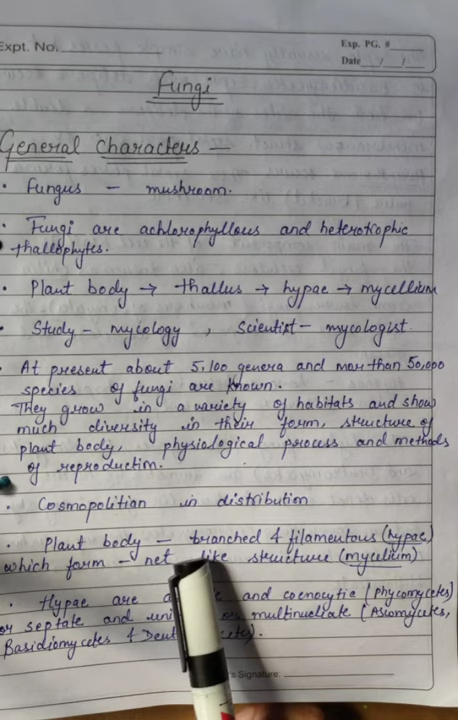 Expt. No.
Exp. PG. #
Date / /
Fungi
General Characters —
• Fungus — mushroom.
• Fungi are achlorophyllous and heterotrophic
thallophytes.
• Plant body → thallus → hypae → mycellium
• Study — mycology , Scientist — mycologist.
• At present about 5,100 genera and more than 50,000
species of fungi are known.
They grow in a variety of habitats and show
much diversity in their form, structure of
plant body, physiological process and methods
of reproduction.
• Cosmopolitian in distribution
• Plant body — branched & filamentous (hypae)
which form — net like structure (mycelium)
• Hypae are and coenocytic (Phycomycetes)
or septate and or multinucliate (Ascomycetes,
Basidiomycetes &
Signature.